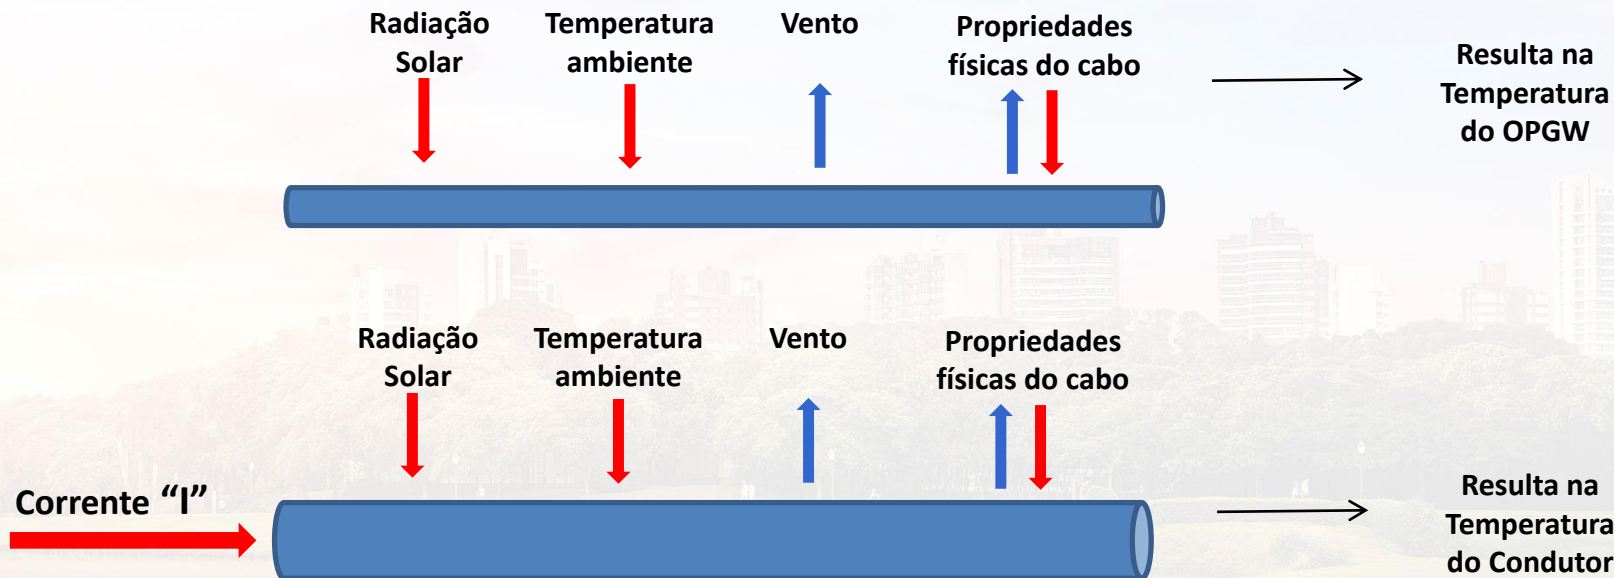 Radiação
Solar
Temperatura
ambiente
Vento
Propriedades
físicas do cabo
Resulta na
Temperatura
do OPGW
Radiação
Solar
Temperatura
ambiente
Vento
Propriedades
físicas do cabo
Corrente “I”
Resulta na
Temperatura
do Condutor